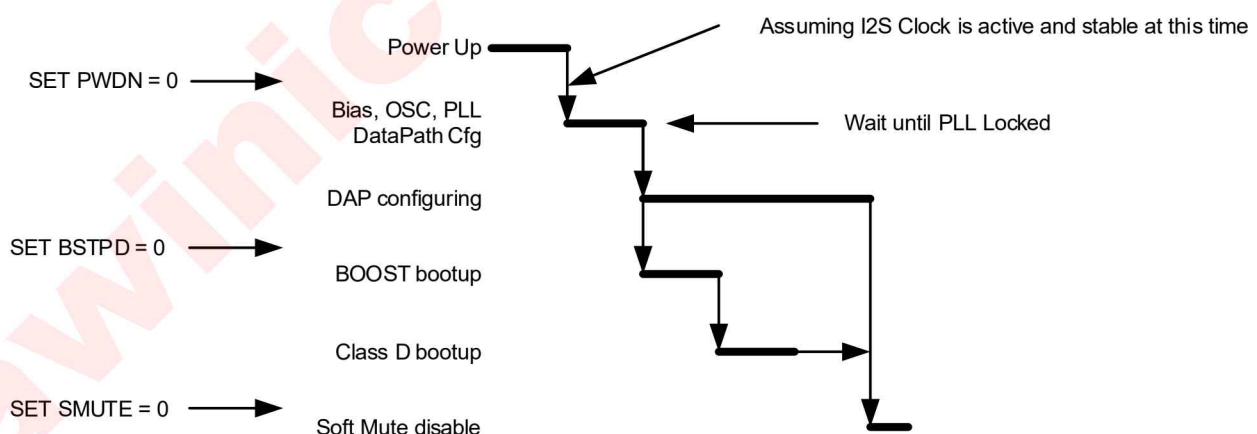 Assuming I2S Clock is active and stable at this time
Power Up
SET PWDN = 0
Bias, OSC, PLL
DataPath Cfg
Wait until PLL Locked
DAP configuring
SET BSTPD = 0
BOOST bootup
Class D bootup
SET SMUTE = 0
Soft Mute disable
awinic